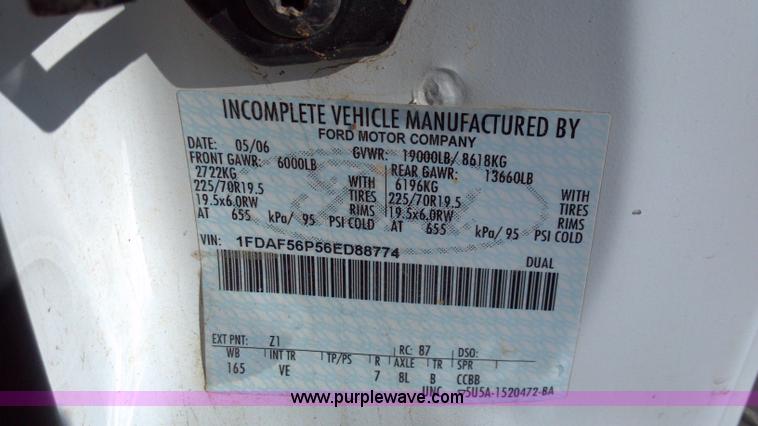 INCOMPLETE VEHICLE MANUFACTURED BY
FORD MOTOR COMPANY
DATE: 05/06 GVWR: 19000LB/ 8618KG
FRONT GAWR: 6000LB REAR GAWR: 13660LB
2722KG WITH 6196KG WITH
225/70R19.5 TIRES 225/70R19.5 TIRES
19.5x6.0RW RIMS 19.5x6.0RW RIMS
AT 655 kPa/ 95 PSI COLD AT 655 kPa/ 95 PSI COLD
VIN: 1FDAF56P56ED88774 DUAL
EXT PNT: Z1 RC: 87 DSO:
WB INT TR TP/PS R AXLE TR SPR
165 VE 7 8L B CCBB
UNC 5U5A-1520472-BA
www.purplewave.com